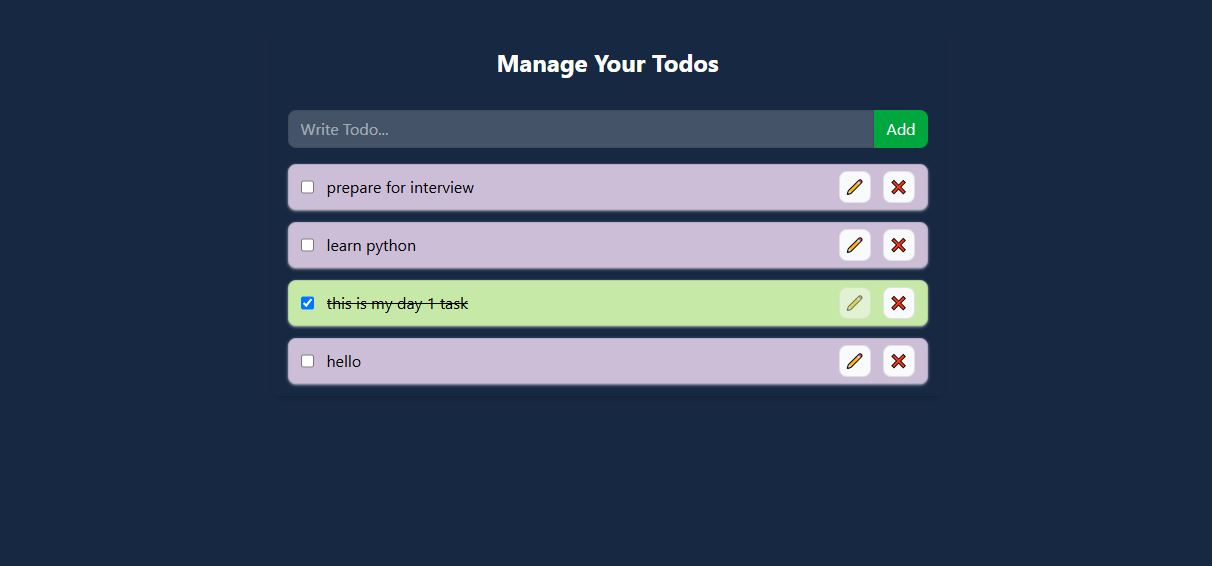 Manage Your Todos
Write Todo...
Add
prepare for interview
learn python
this is my day 1 task
hello